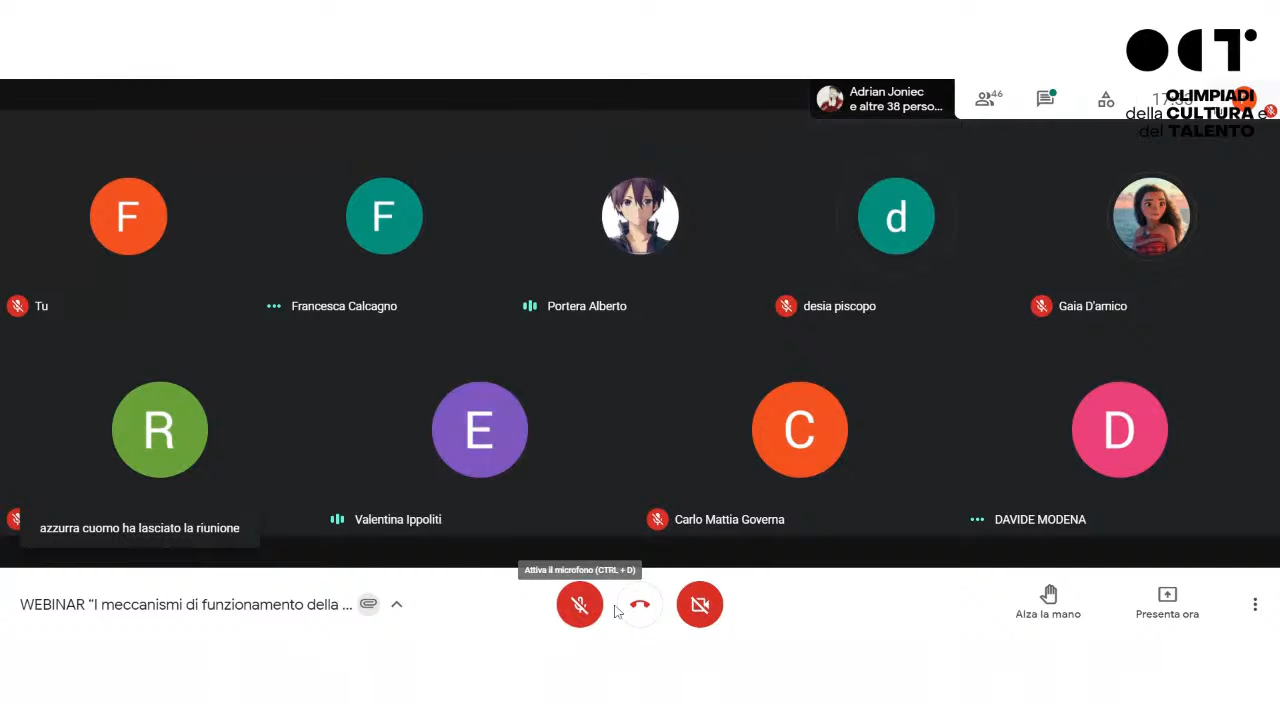 OCT
Adrian Joniec
e altre 38 perso...
46
OLIMPIADI
della CULTURA e
del TALENTO
F
F
d
Tu
Francesca Calcagno
Portera Alberto
desia piscopo
Gaia D'amico
R
E
C
D
azzurra cuomo ha lasciato la riunione
Valentina Ippoliti
Carlo Mattia Governa
DAVIDE MODENA
Attiva il microfono (CTRL + D)
WEBINAR “I meccanismi di funzionamento della ...
Alza la mano
Presenta ora